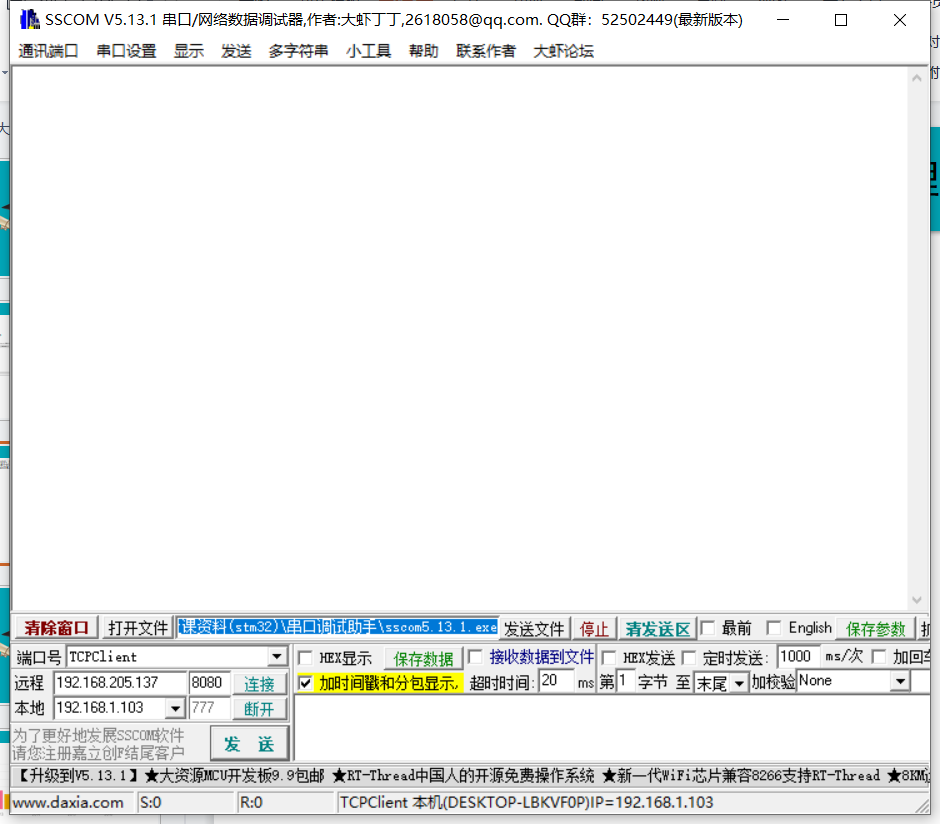 SSCOM V5.13.1 串口/网络数据调试器,作者:大虾丁丁,2618058@qq.com. QQ群: 52502449(最新版本)
通讯端口 串口设置 显示 发送 多字符串 小工具 帮助 联系作者 大虾论坛
清除窗口 打开文件 课资料(stm32)\串口调试助手\sscom5.13.1.exe 发送文件 停止 清发送区 最前 English 保存参数
端口号 TCPClient HEX显示 保存数据 接收数据到文件 HEX发送 定时发送: 1000 ms/次 加回车
远程 192.168.205.137 8080 连接 加时间戳和分包显示, 超时时间: 20 ms 第 1 字节 至 末尾 加校验 None
本地 192.168.1.103 777 断开
为了更好地发展SSCOM软件
请您注册嘉立创F结尾客户
发 送
【升级到V5.13.1】★大资源MCU开发板9.9包邮 ★RT-Thread中国人的开源免费操作系统 ★新一代WiFi芯片兼容8266支持RT-Thread ★8KM
www.daxia.com S:0 R:0 TCPClient 本机(DESKTOP-LBKVF0P)IP=192.168.1.103